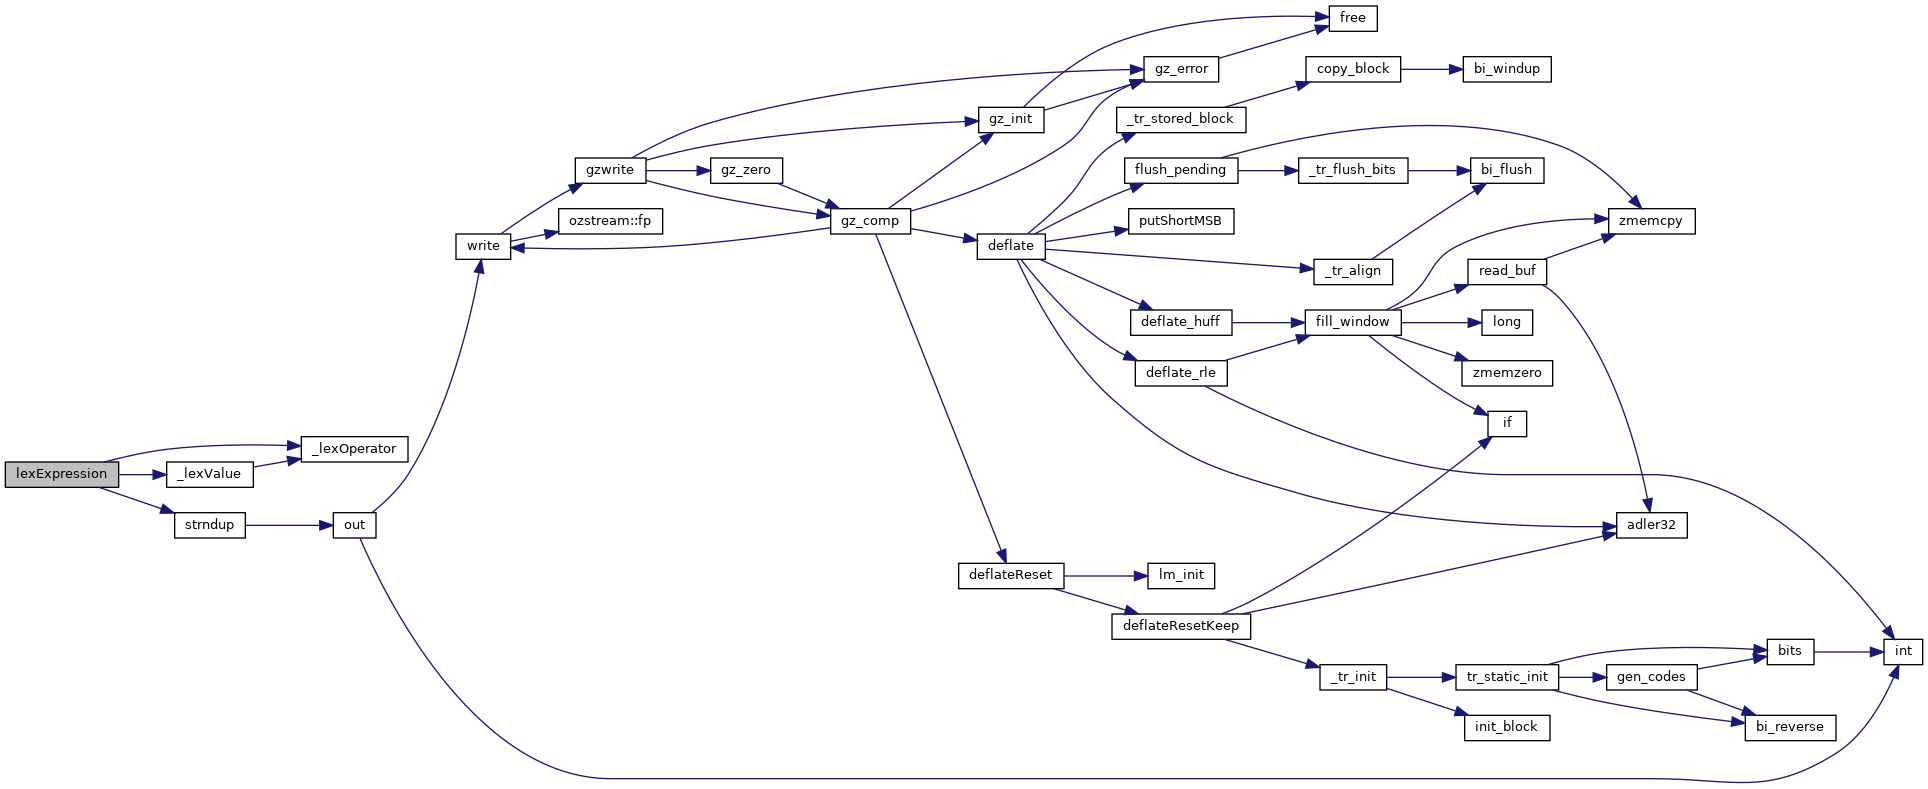 free
gz_error
copy_block
bi_windup
gz_init
_tr_stored_block
gzwrite
gz_zero
flush_pending
_tr_flush_bits
bi_flush
ozstream::fp
gz_comp
putShortMSB
zmemcpy
write
deflate
_tr_align
read_buf
deflate_huff
fill_window
long
deflate_rle
zmemzero
if
_lexOperator
lexExpression
_lexValue
strndup
out
adler32
deflateReset
lm_init
deflateResetKeep
bits
int
_tr_init
tr_static_init
gen_codes
init_block
bi_reverse